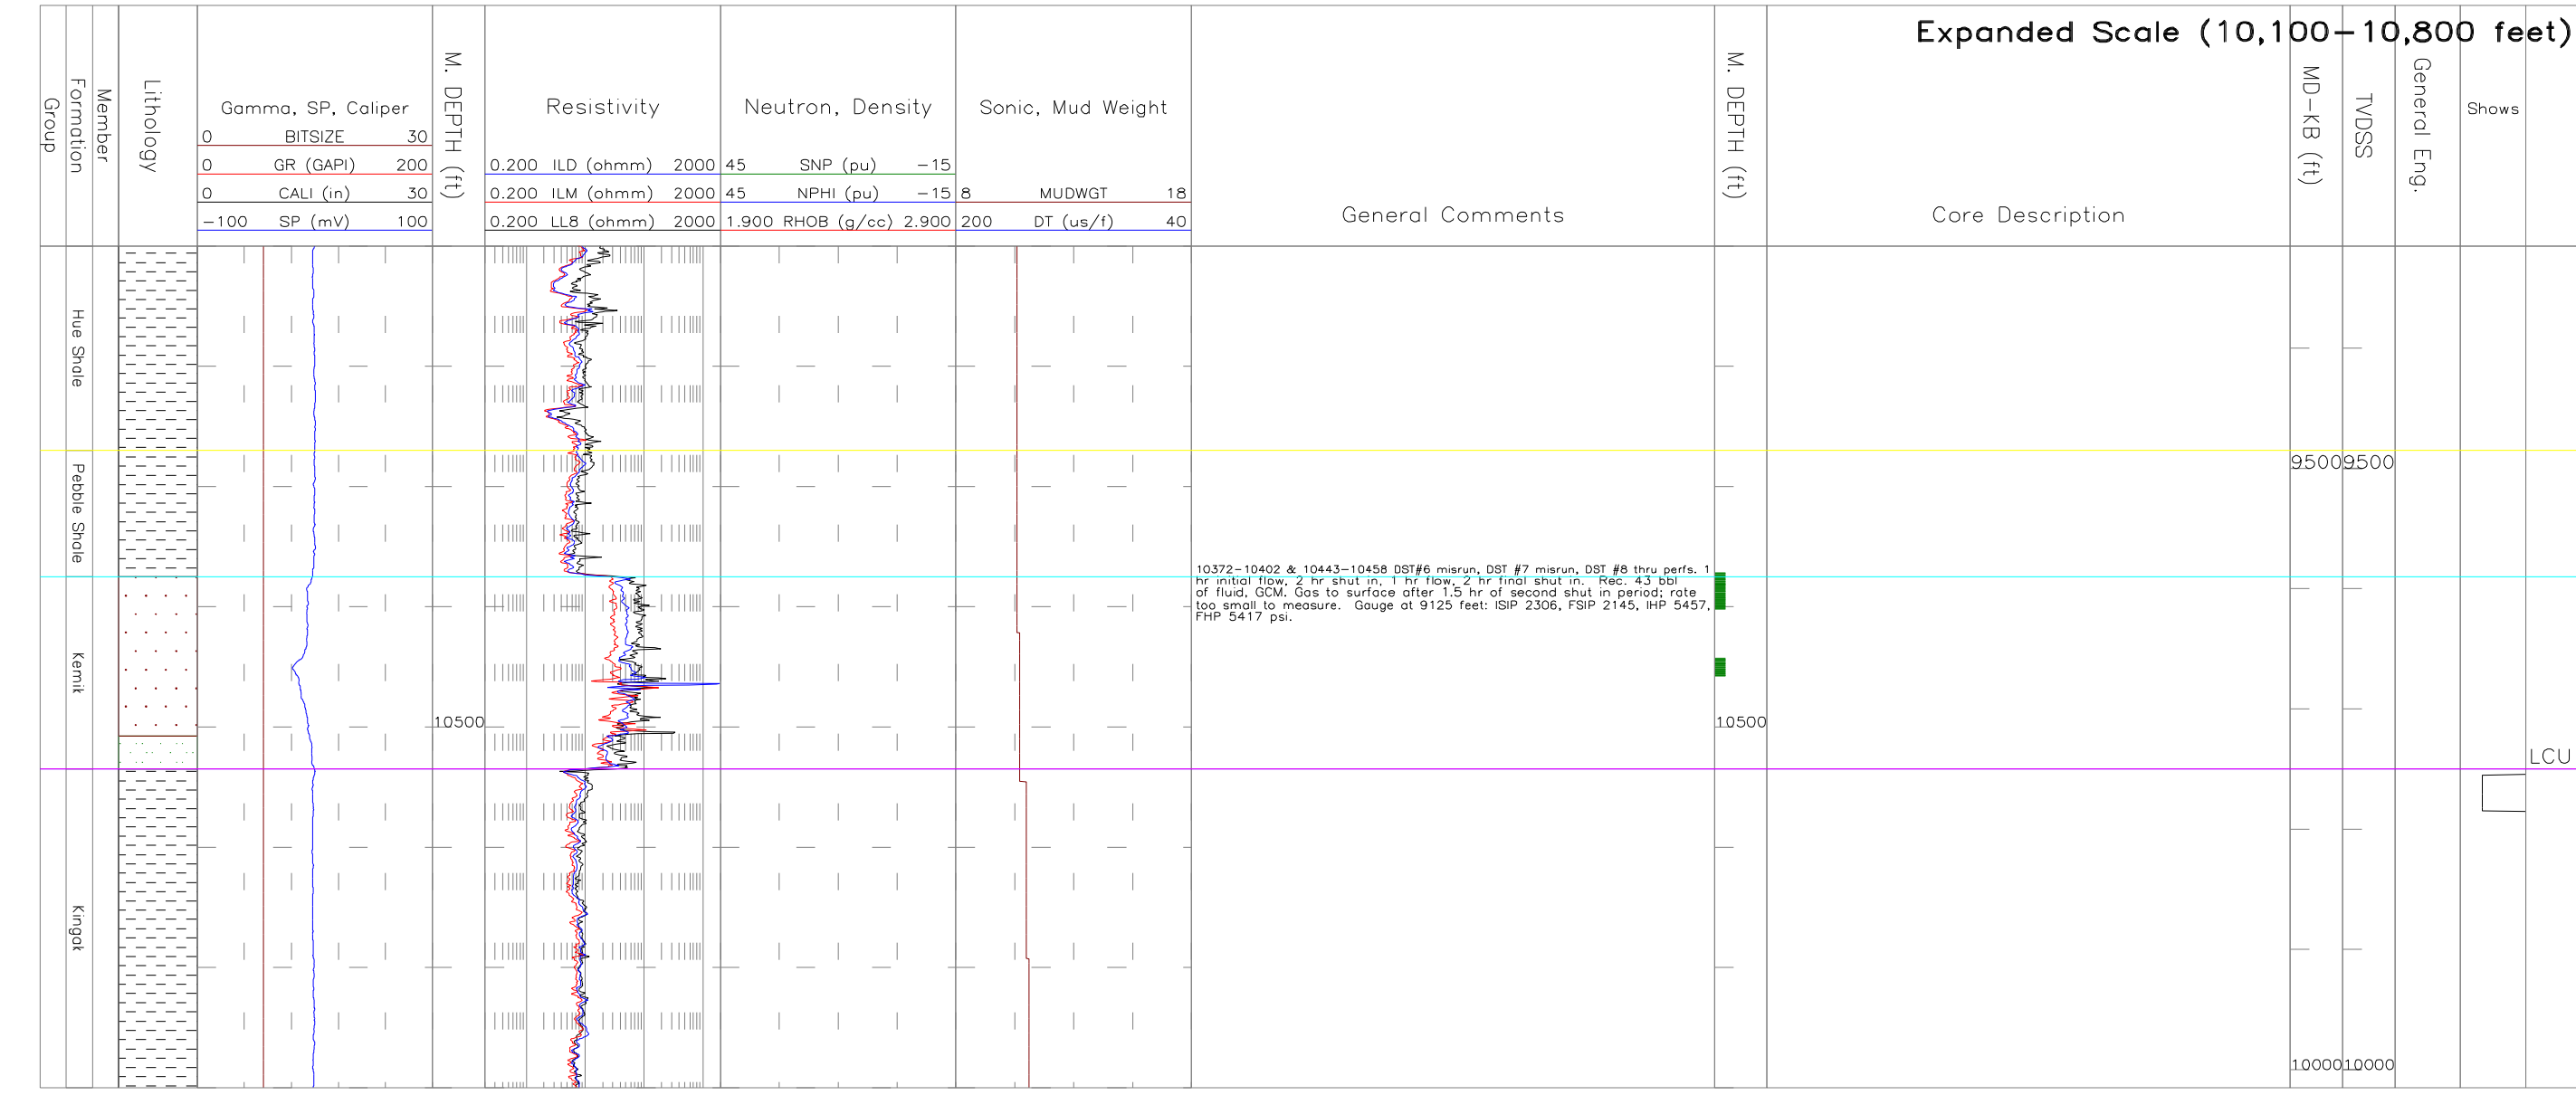 Expanded Scale (10,100–10,800 feet)
Group
Formation
Member
Lithology
Gamma, SP, Caliper
0 BITSIZE 30
0 GR (GAPI) 200
0 CALI (in) 30
−100 SP (mV) 100
M. DEPTH (ft)
Resistivity
0.200 ILD (ohmm) 2000
0.200 ILM (ohmm) 2000
0.200 LL8 (ohmm) 2000
Neutron, Density
45 SNP (pu) −15
45 NPHI (pu) −15
1.900 RHOB (g/cc) 2.900
Sonic, Mud Weight
8 MUDWGT 18
200 DT (us/f) 40
General Comments
M. DEPTH (ft)
Core Description
MD−KB (ft)
TVDSS
General Eng.
Shows
Hue Shale
Pebble Shale
Kemik
Kingak
10500
10372−10402 & 10443−10458 DST#6 misrun, DST #7 misrun, DST #8 thru perfs. 1
hr initial flow, 2 hr shut in, 1 hr flow, 2 hr final shut in. Rec. 43 bbl
of fluid, GCM. Gas to surface after 1.5 hr of second shut in period; rate
too small to measure. Gauge at 9125 feet: ISIP 2306, FSIP 2145, IHP 5457,
FHP 5417 psi.
10500
9500
9500
LCU
10000
10000